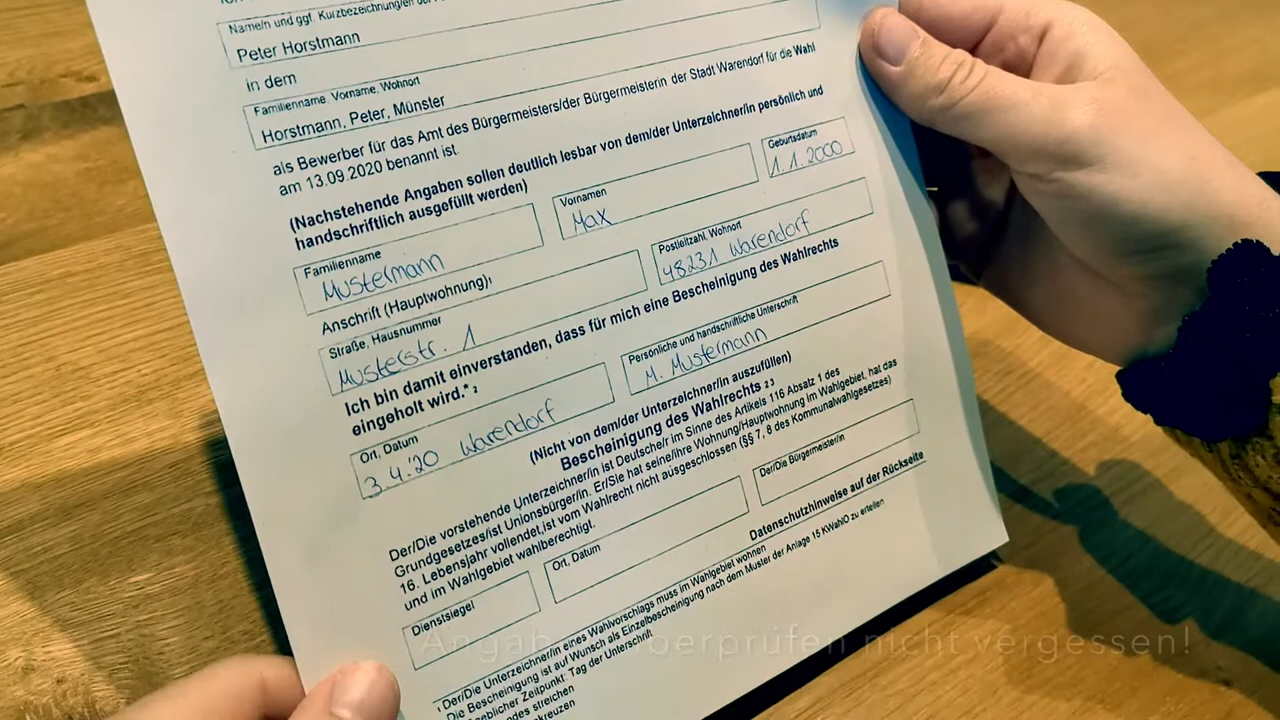 Name/n und ggf. Kurzbezeichnung/en der
Peter Horstmann
in dem
Familienname, Vorname, Wohnort
Horstmann, Peter, Münster
als Bewerber für das Amt des Bürgermeisters/der Bürgermeisterin der Stadt Warendorf für die Wahl
am 13.09.2020 benannt ist.
(Nachstehende Angaben sollen deutlich lesbar von dem/der Unterzeichner/in persönlich und
handschriftlich ausgefüllt werden)
Familienname
Mustermann
Vornamen
Max
Geburtsdatum
1.1.2000
Anschrift (Hauptwohnung)1
Straße, Hausnummer
Musterstr. 1
Postleitzahl, Wohnort
48231 Warendorf
Ich bin damit einverstanden, dass für mich eine Bescheinigung des Wahlrechts
eingeholt wird.* 2
Ort, Datum
3.4.'20 Warendorf
Persönliche und handschriftliche Unterschrift
M. Mustermann
(Nicht von dem/der Unterzeichner/in auszufüllen)
Bescheinigung des Wahlrechts 2 3
Der/Die vorstehende Unterzeichner/in ist Deutsche/r im Sinne des Artikels 116 Absatz 1 des
Grundgesetzes/ist Unionsbürger/in. Er/Sie hat seine/ihre Wohnung/Hauptwohnung im Wahlgebiet, hat das
16. Lebensjahr vollendet,ist vom Wahlrecht nicht ausgeschlossen (§§ 7, 8 des Kommunalwahlgesetzes)
und im Wahlgebiet wahlberechtigt.
Dienstsiegel
Ort, Datum
Der/Die Bürgermeister/in
Datenschutzhinweise auf der Rückseite
1 Der/Die Unterzeichner/in eines Wahlvorschlags muss im Wahlgebiet wohnen
Die Bescheinigung ist auf Wunsch als Einzelbescheinigung nach dem Muster der Anlage 15 KWahlO zu erteilen
Zeitpunkt: Tag der Unterschrift
streichen
nicht vergessen!